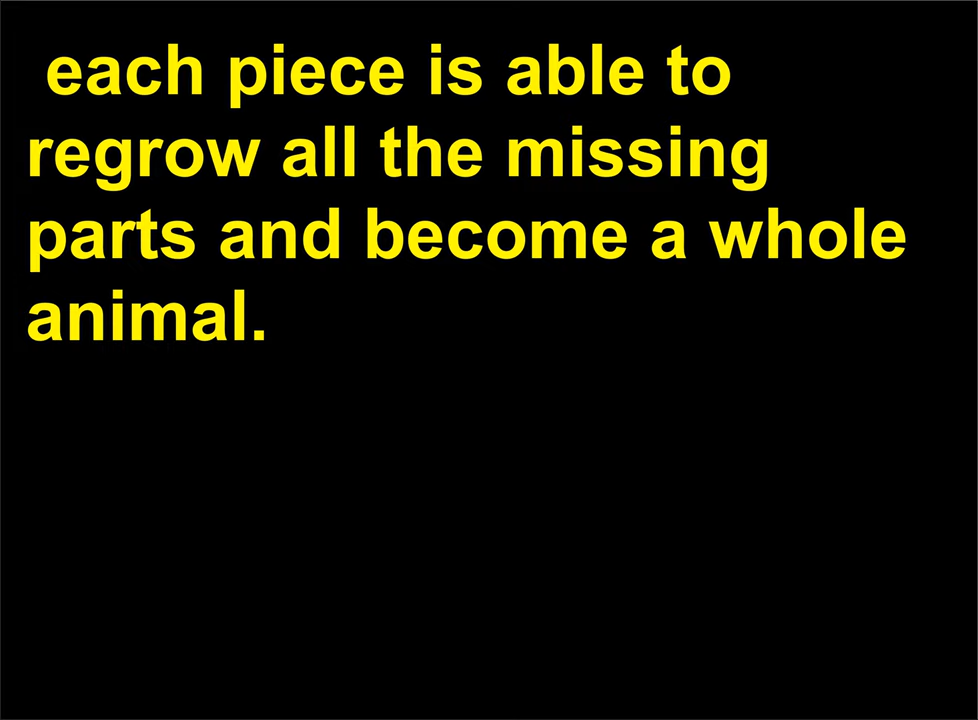 each piece is able to
regrow all the missing
parts and become a whole
animal.